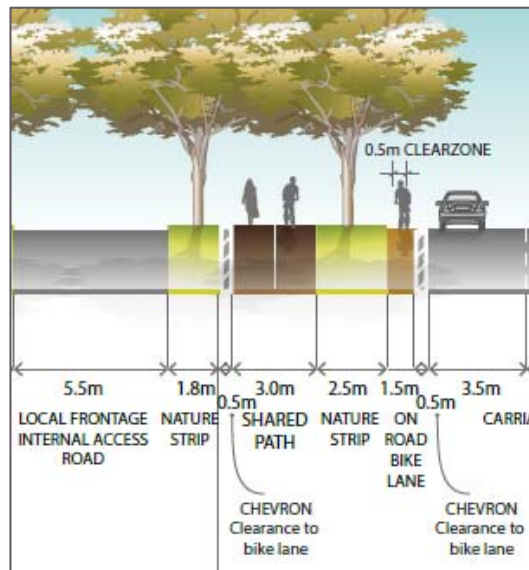 0.5m CLEARZONE
5.5m
LOCAL FRONTAGE
INTERNAL ACCESS
ROAD
1.8m
NATURE
STRIP
0.5m
3.0m
SHARED
PATH
2.5m
NATURE
STRIP
1.5m
ON
ROAD
BIKE
LANE
0.5m
3.5m
CARRIA
CHEVRON
Clearance to
bike lane
CHEVRON
Clearance to
bike lane